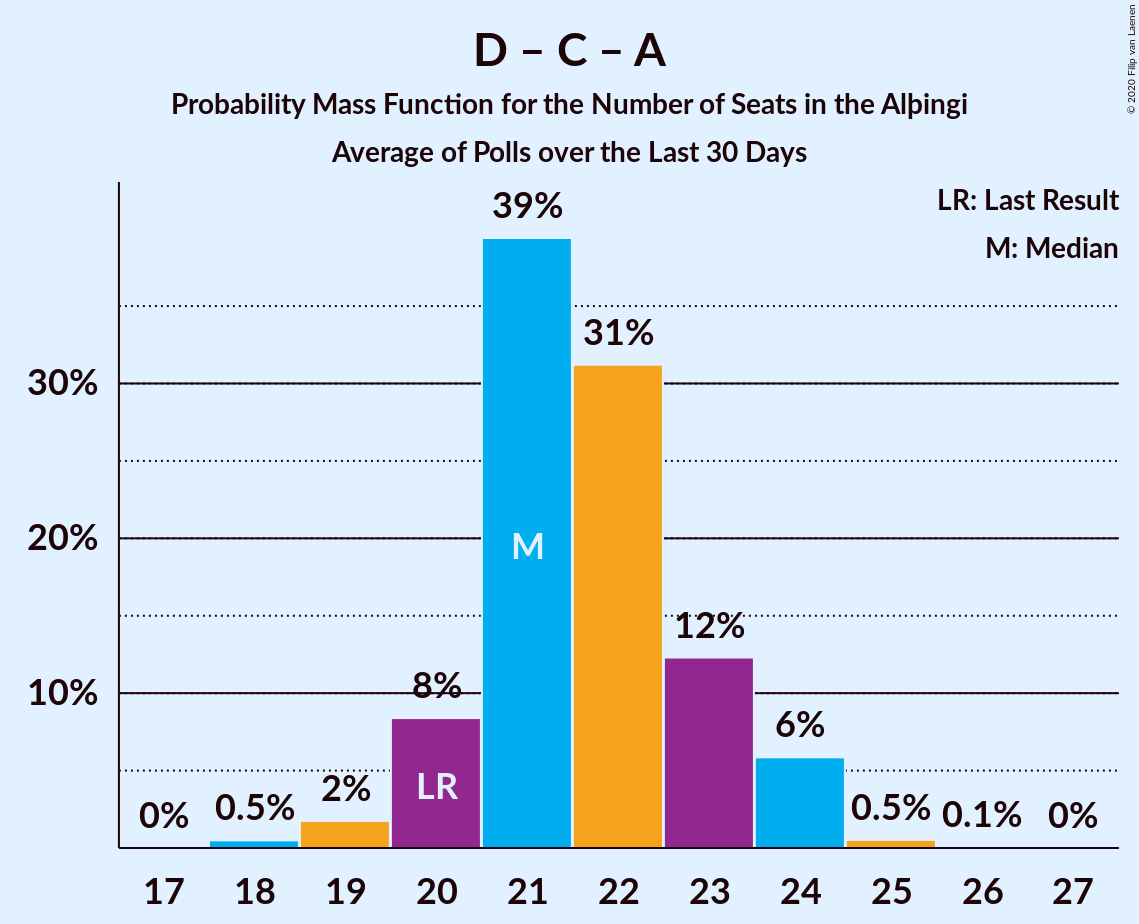 D – C – A
Probability Mass Function for the Number of Seats in the Alþingi
Average of Polls over the Last 30 Days
© 2020 Filip van Laenen
LR: Last Result
M: Median
39%
31%
30%
20%
M
12%
10%
8%
6%
LR
2%
0%
0.5%
0.5%
0.1%
0%
17 18 19 20 21 22 23 24 25 26 27